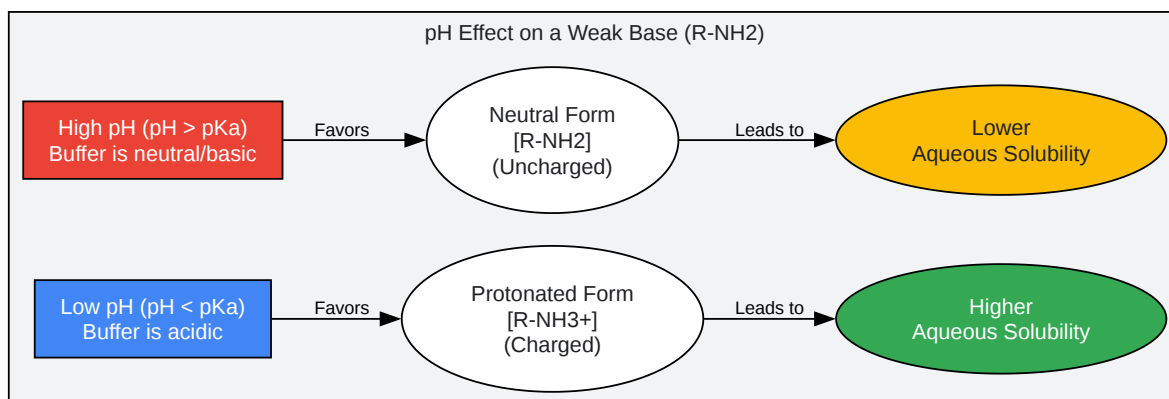 pH Effect on a Weak Base (R-NH2)
High pH (pH > pKa)
Buffer is neutral/basic
Favors
Neutral Form
[R-NH2]
(Uncharged)
Leads to
Lower
Aqueous Solubility
Low pH (pH < pKa)
Buffer is acidic
Favors
Protonated Form
[R-NH3+]
(Charged)
Leads to
Higher
Aqueous Solubility